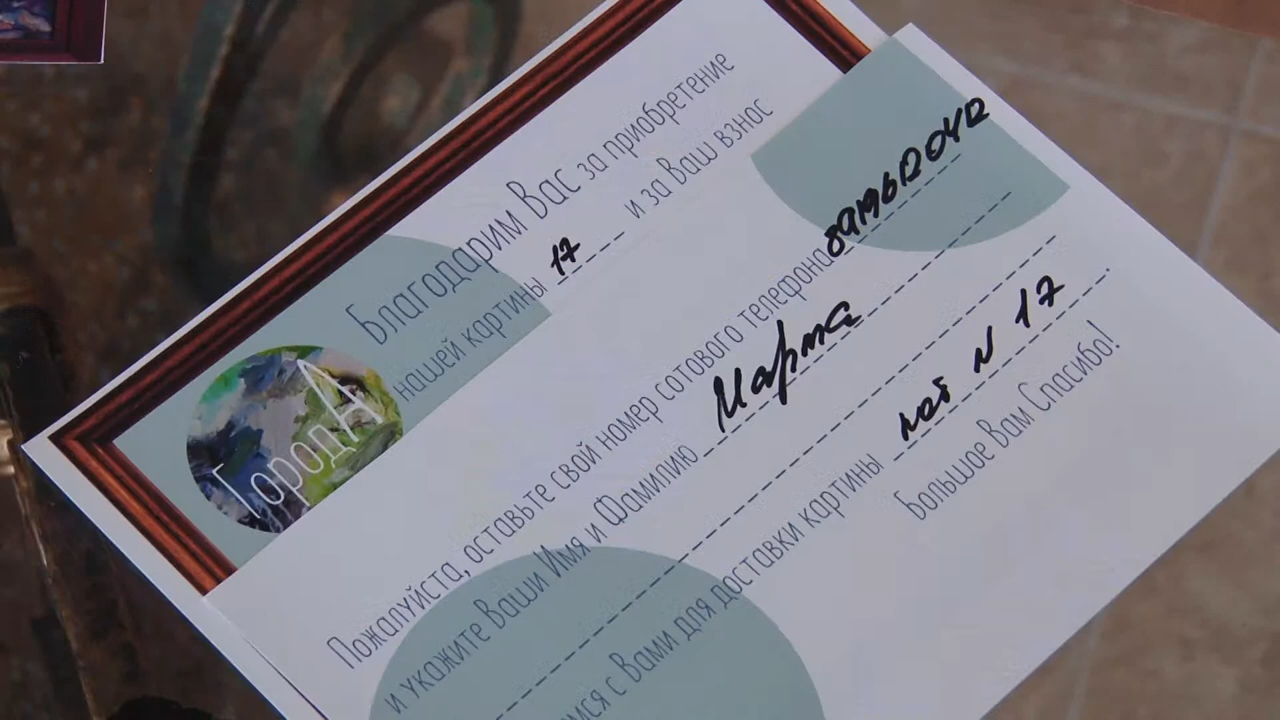 ГородА
Благодарим Вас за приобретение
нашей картины 17 и за Ваш взнос
Пожалуйста, оставьте свой номер сотового телефона
и укажите Ваши Имя и Фамилию Марта
с Вами для доставки картины лот N 17
Большое Вам Спасибо!